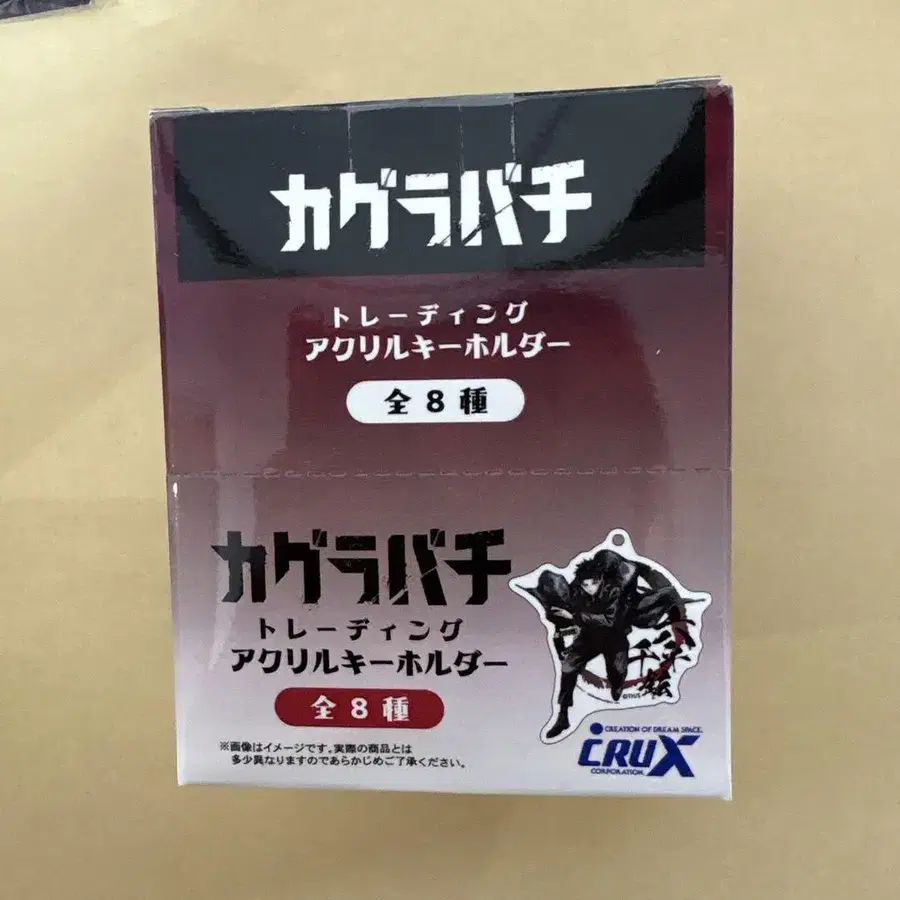 カグラバチ
トレーディング
アクリルキーホルダー
全8種
カグラバチ
トレーディング
アクリルキーホルダー
全8種
六平
千鉱
※画像はイメージです。実際の商品とは
多少異なりますのであらかじめご了承ください。
CREATION OF DREAM SPACE.
CRUX
CORPORATION